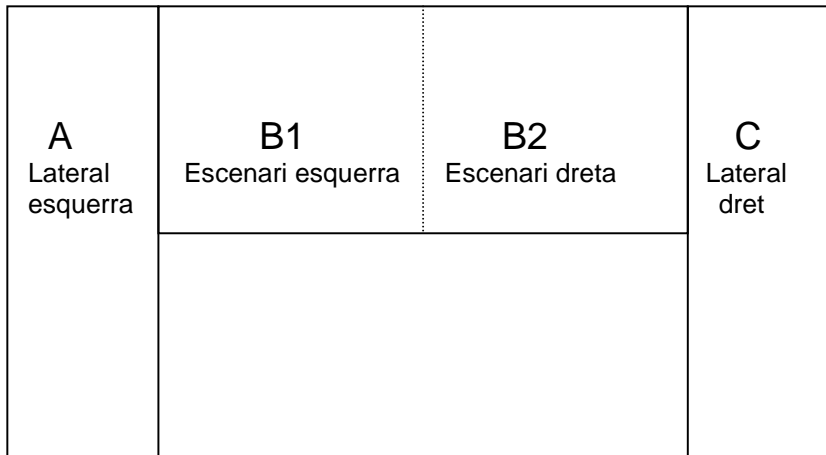 A
Lateral
esquerra
B1
Escenari esquerra
B2
Escenari dreta
C
Lateral
dret